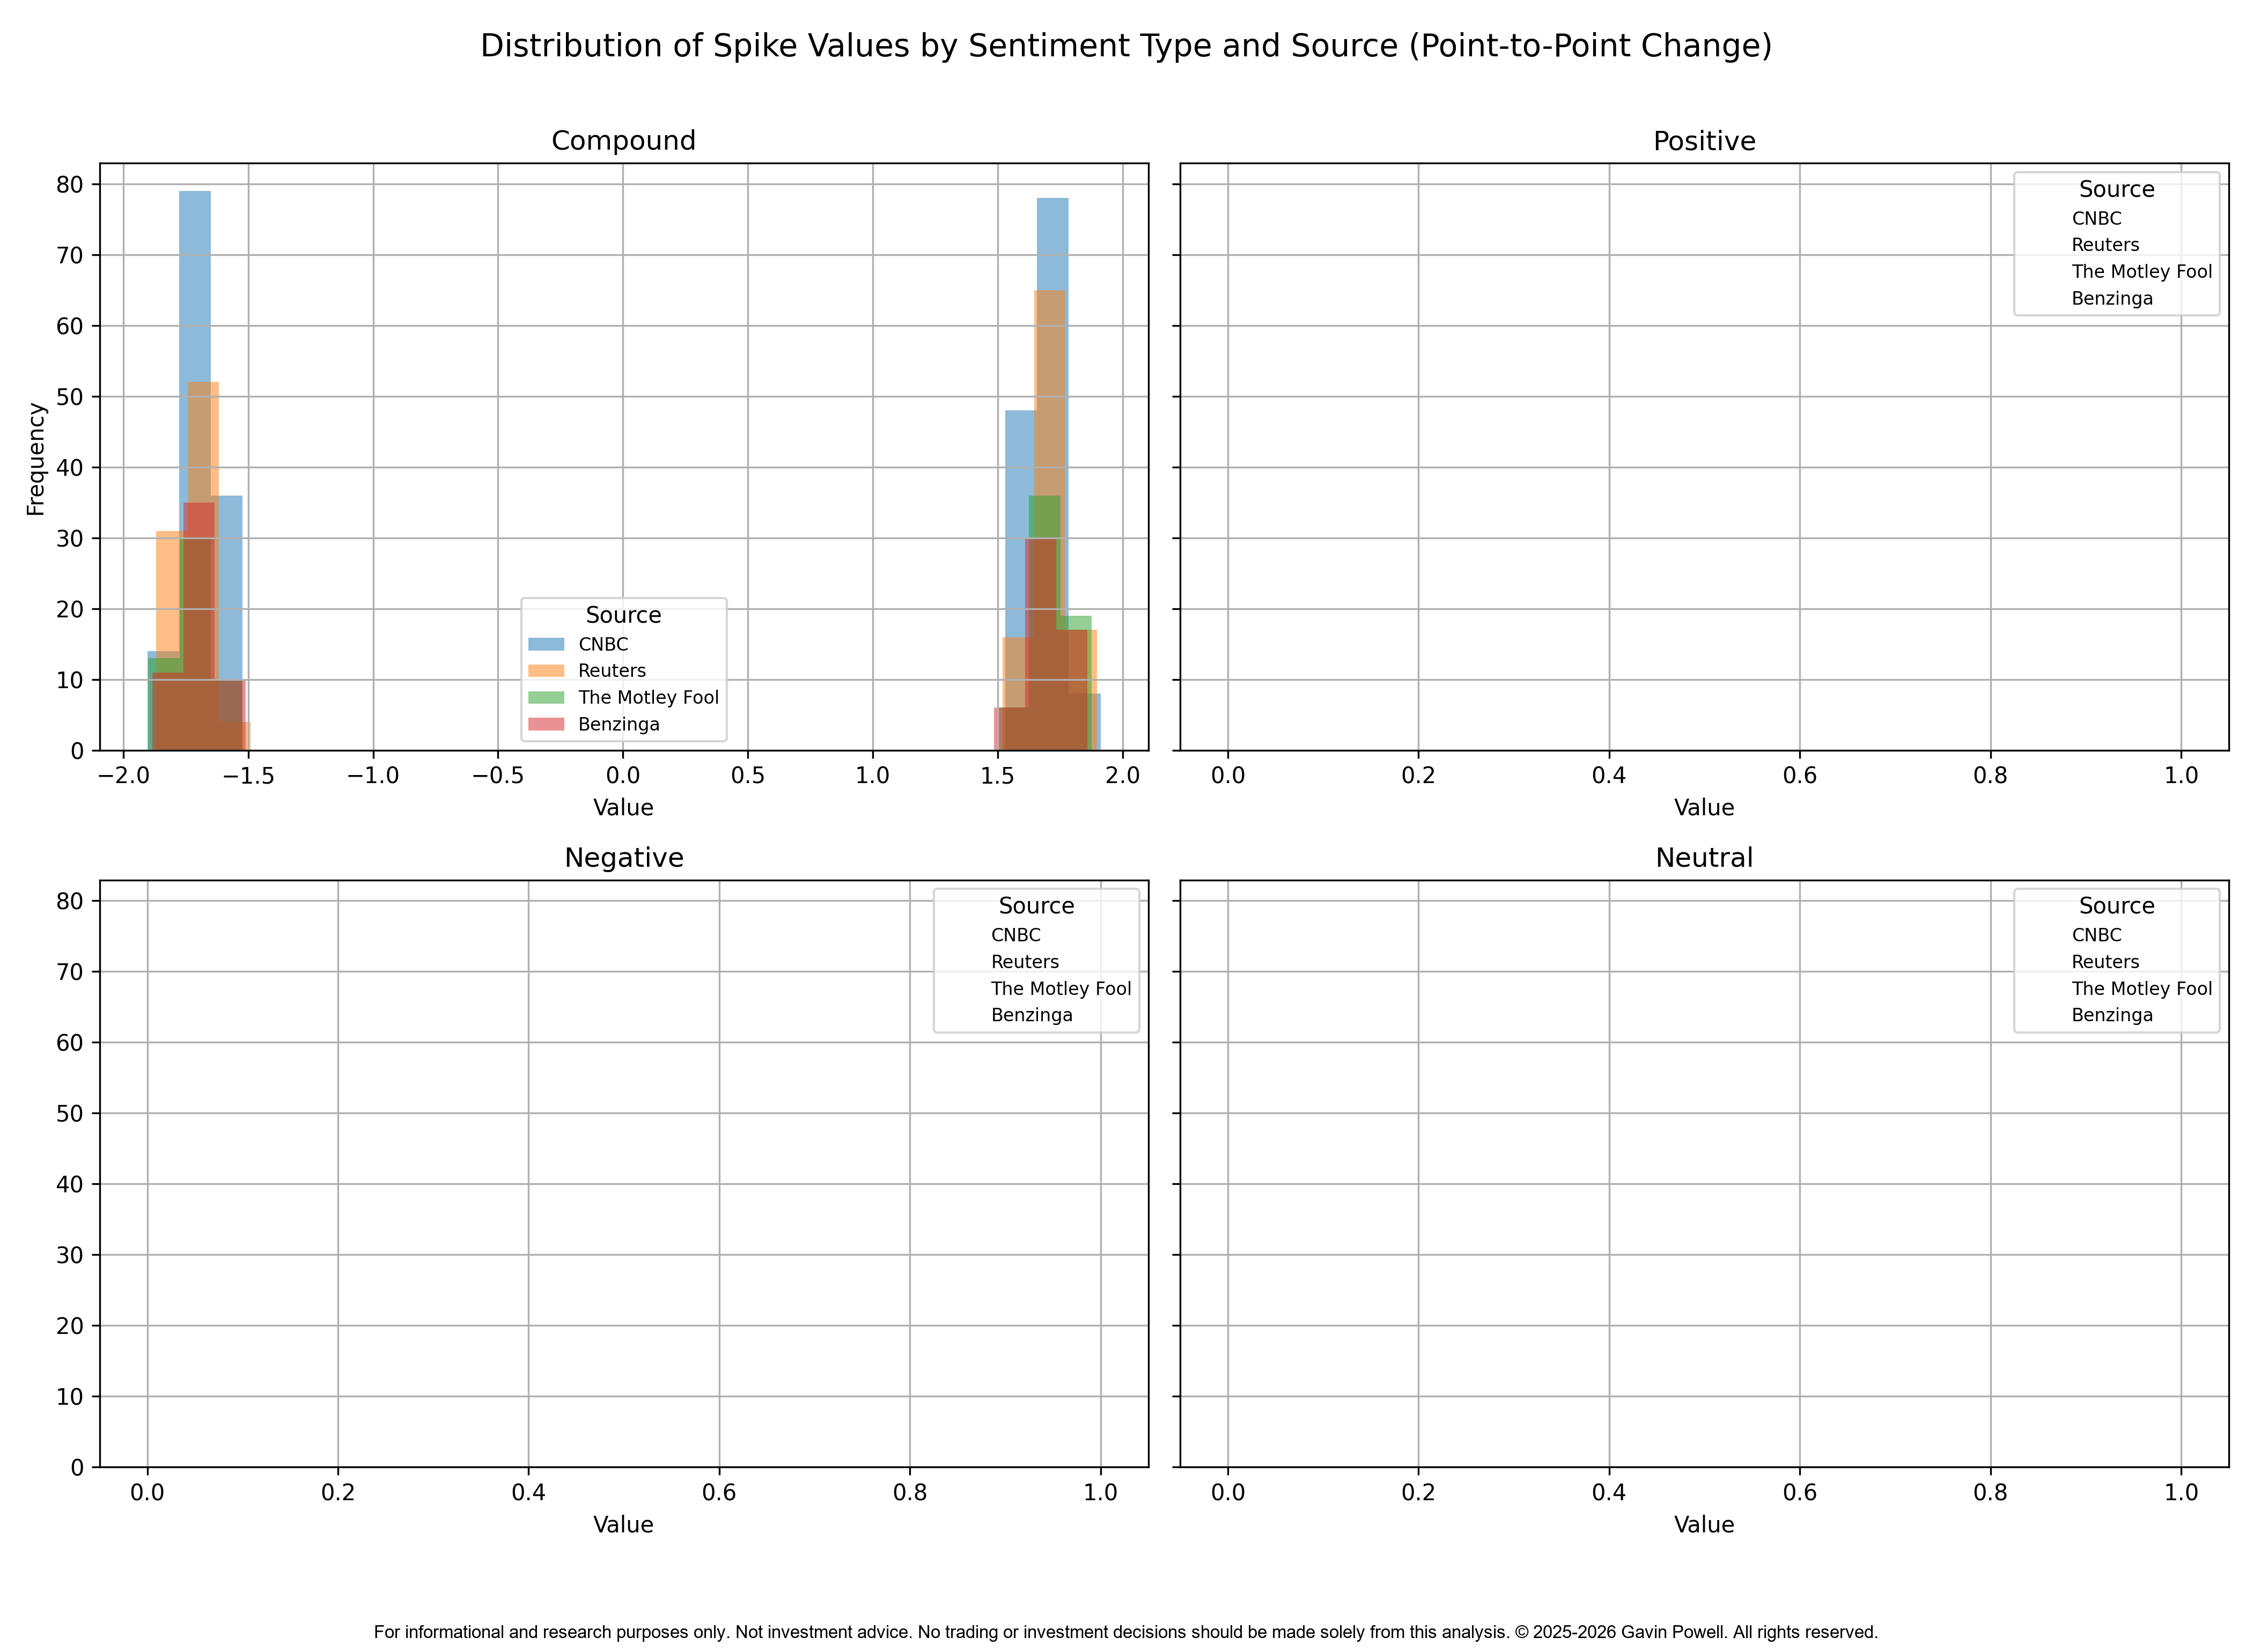 Distribution of Spike Values by Sentiment Type and Source (Point-to-Point Change)
Compound
Frequency
80
70
60
50
40
30
20
10
0
−2.0 −1.5 −1.0 −0.5 0.0 0.5 1.0 1.5 2.0
Value
Source
CNBC
Reuters
The Motley Fool
Benzinga
Positive
Source
CNBC
Reuters
The Motley Fool
Benzinga
0.0 0.2 0.4 0.6 0.8 1.0
Value
Negative
80
70
60
50
40
30
20
10
0
Source
CNBC
Reuters
The Motley Fool
Benzinga
0.0 0.2 0.4 0.6 0.8 1.0
Value
Neutral
Source
CNBC
Reuters
The Motley Fool
Benzinga
0.0 0.2 0.4 0.6 0.8 1.0
Value
For informational and research purposes only. Not investment advice. No trading or investment decisions should be made solely from this analysis. © 2025-2026 Gavin Powell. All rights reserved.